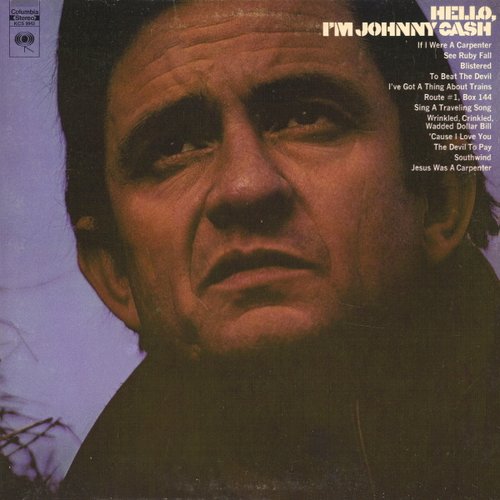 Columbia
Stereo
KCS 9943
HELLO,
I'M JOHNNY CASH
If I Were A Carpenter
See Ruby Fall
Blistered
To Beat The Devil
I've Got A Thing About Trains
Route #1, Box 144
Sing A Traveling Song
Wrinkled, Crinkled,
Wadded Dollar Bill
'Cause I Love You
The Devil To Pay
Southwind
Jesus Was A Carpenter